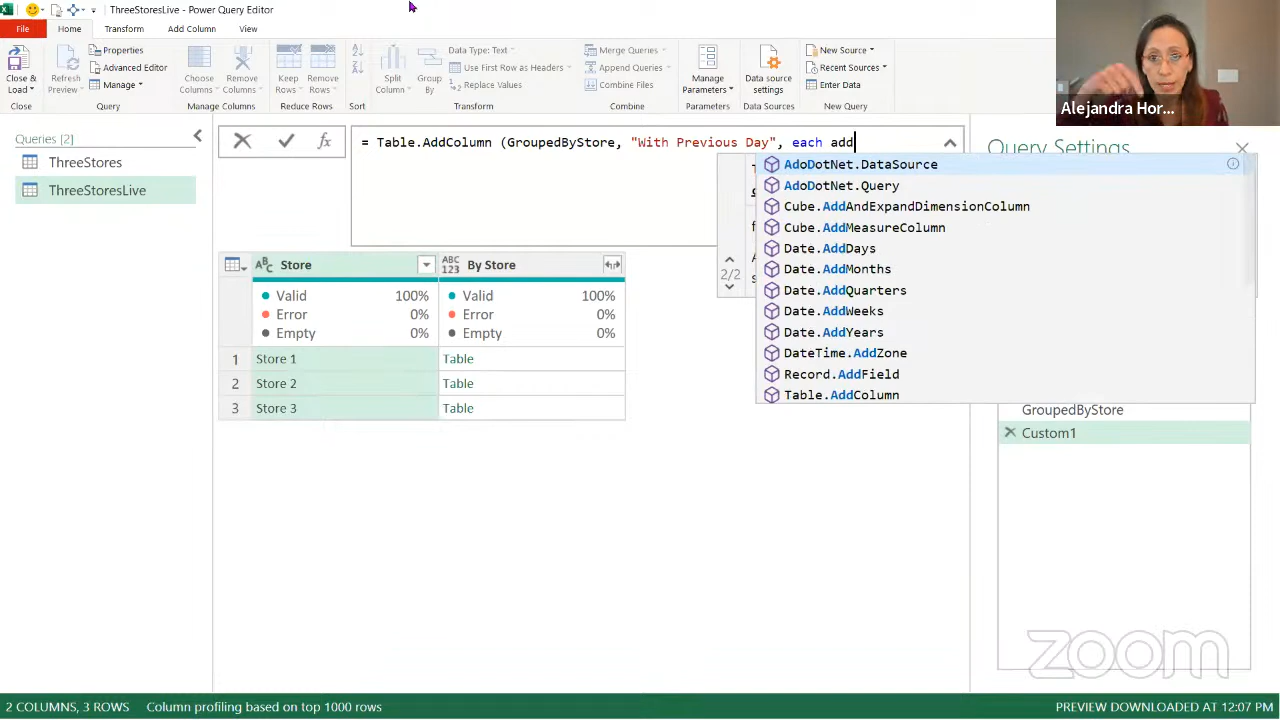 ThreeStoresLive - Power Query Editor
File
Home
Transform
Add Column
View
Close &
Load
Refresh
Preview
Properties
Advanced Editor
Manage
Choose
Columns
Remove
Columns
Keep
Rows
Remove
Rows
Split
Column
Group
By
Data Type: Text
Use First Row as Headers
Replace Values
Merge Queries
Append Queries
Combine Files
Manage
Parameters
Data source
settings
New Source
Recent Sources
Enter Data
Close
Query
Manage Columns
Reduce Rows
Sort
Transform
Combine
Parameters
Data Sources
New Query
Alejandra Hor...
Queries [2]
ThreeStores
ThreeStoresLive
fx
= Table.AddColumn (GroupedByStore, "With Previous Day", each add
Query Settings
AdoDotNet.DataSource
AdoDotNet.Query
Cube.AddAndExpandDimensionColumn
Cube.AddMeasureColumn
Date.AddDays
Date.AddMonths
Date.AddQuarters
Date.AddWeeks
Date.AddYears
DateTime.AddZone
Record.AddField
Table.AddColumn
2/2
ABC Store
ABC 123 By Store
Valid 100% Valid 100%
Error 0% Error 0%
Empty 0% Empty 0%
1 Store 1 Table
2 Store 2 Table
3 Store 3 Table
GroupedByStore
Custom1
zoom
2 COLUMNS, 3 ROWS Column profiling based on top 1000 rows
PREVIEW DOWNLOADED AT 12:07 PM